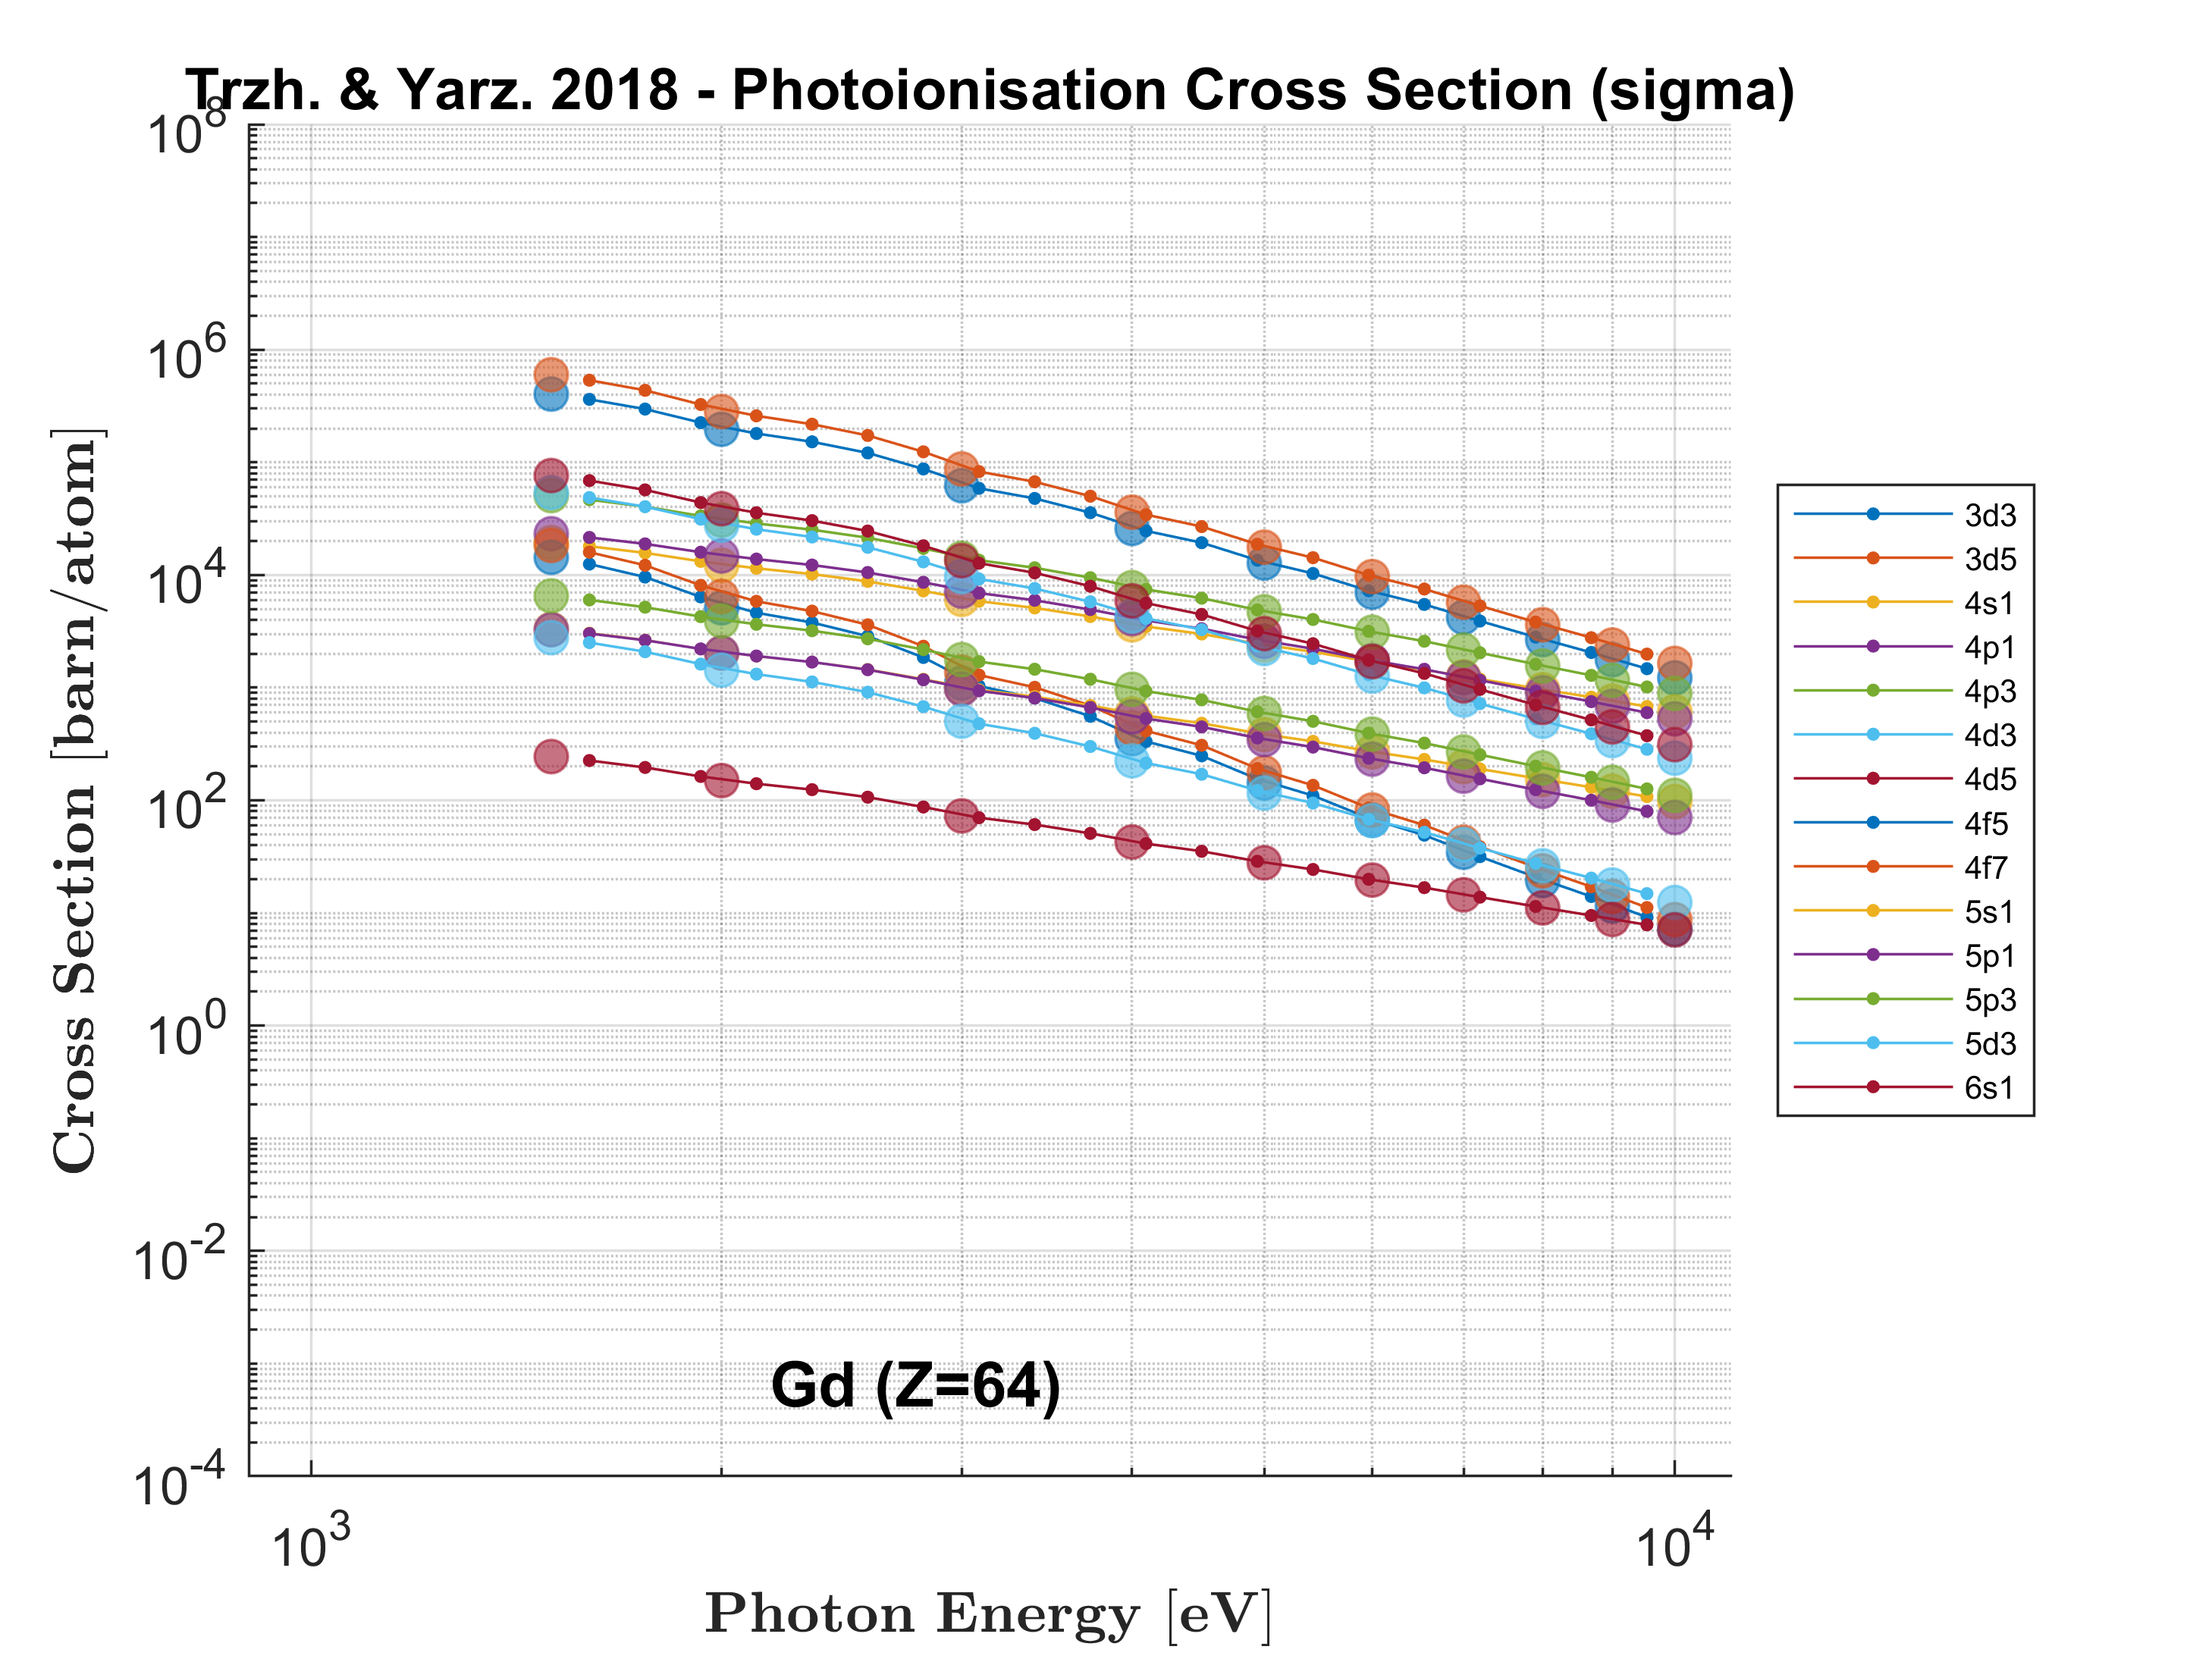 Trzh. & Yarz. 2018 - Photoionisation Cross Section (sigma)
10^8
10^6
10^4
10^2
10^0
10^-2
10^-4
Cross Section [barn/atom]
10^3
10^4
Photon Energy [eV]
Gd (Z=64)
3d3
3d5
4s1
4p1
4p3
4d3
4d5
4f5
4f7
5s1
5p1
5p3
5d3
6s1